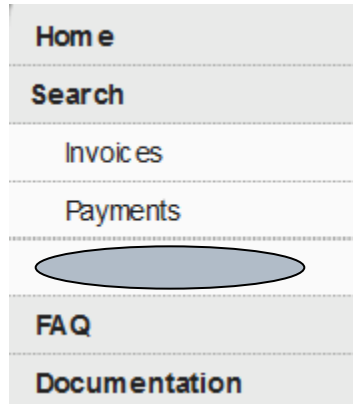 Home
Search
Invoices
Payments
FAQ
Documentation